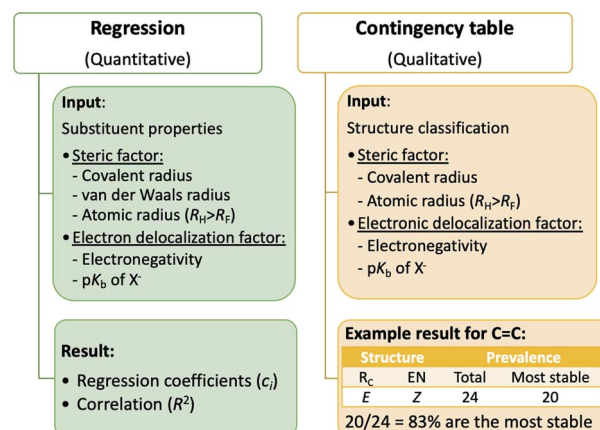 Regression
(Quantitative)
Input:
Substituent properties
• Steric factor:
- Covalent radius
- van der Waals radius
- Atomic radius (RH>RF)
• Electron delocalization factor:
- Electronegativity
- pKb of X-
Result:
• Regression coefficients (ci)
• Correlation (R2)
Contingency table
(Qualitative)
Input:
Structure classification
• Steric factor:
- Covalent radius
- Atomic radius (RH>RF)
• Electronic delocalization factor:
- Electronegativity
- pKb of X-
Example result for C=C:
Structure Prevalence
RC EN Total Most stable
E Z 24 20
20/24 = 83% are the most stable